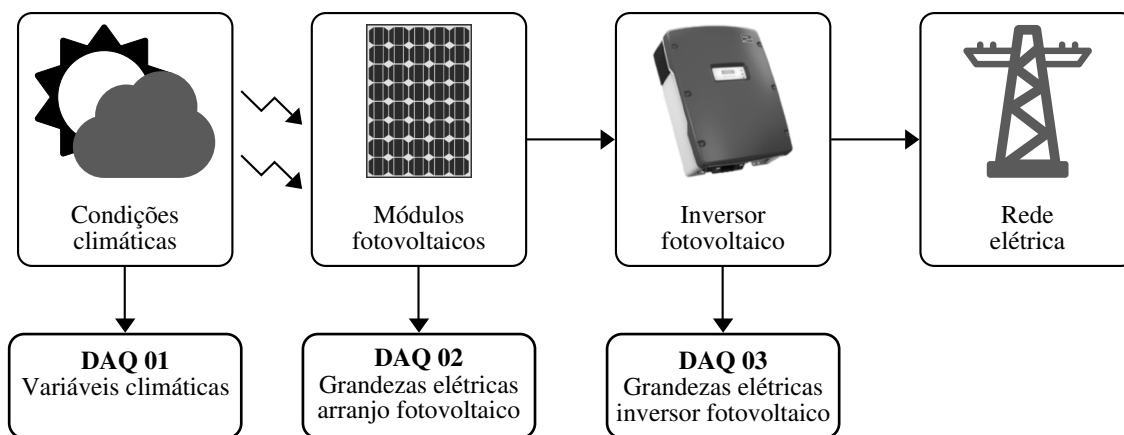 Condições
climáticas
Módulos
fotovoltaicos
Inversor
fotovoltaico
Rede
elétrica
DAQ 01
Variáveis climáticas
DAQ 02
Grandezas elétricas
arranjo fotovoltaico
DAQ 03
Grandezas elétricas
inversor fotovoltaico